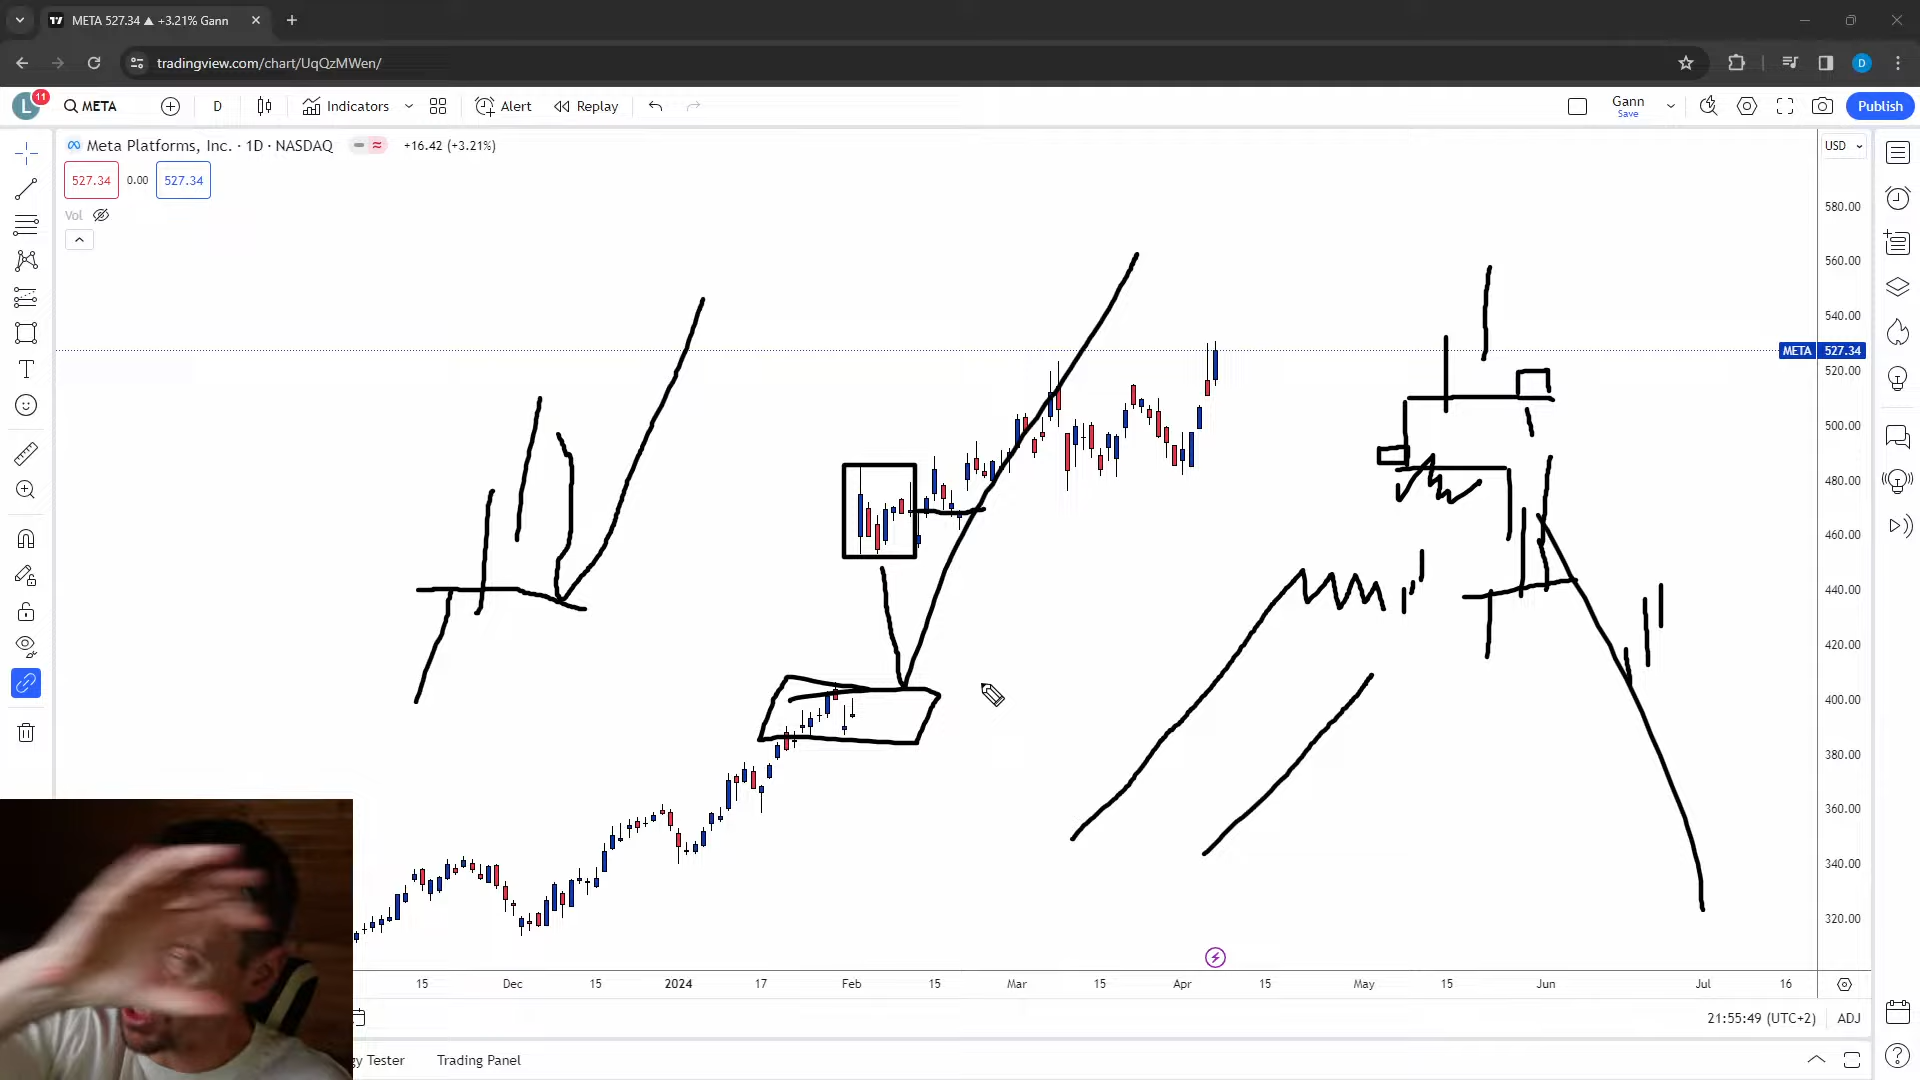 META 527.34 ▲ +3.21% Gann
tradingview.com/chart/UqQzMWen/
L 11 META D Indicators Alert Replay Gann Save Publish
Meta Platforms, Inc. · 1D · NASDAQ +16.42 (+3.21%) USD
527.34 0.00 527.34
Vol
580.00
560.00
540.00
META 527.34
520.00
500.00
480.00
460.00
440.00
420.00
400.00
380.00
360.00
340.00
320.00
15 Dec 15 2024 17 Feb 15 Mar 15 Apr 15 May 15 Jun Jul 16
21:55:49 (UTC+2) ADJ
gy Tester Trading Panel